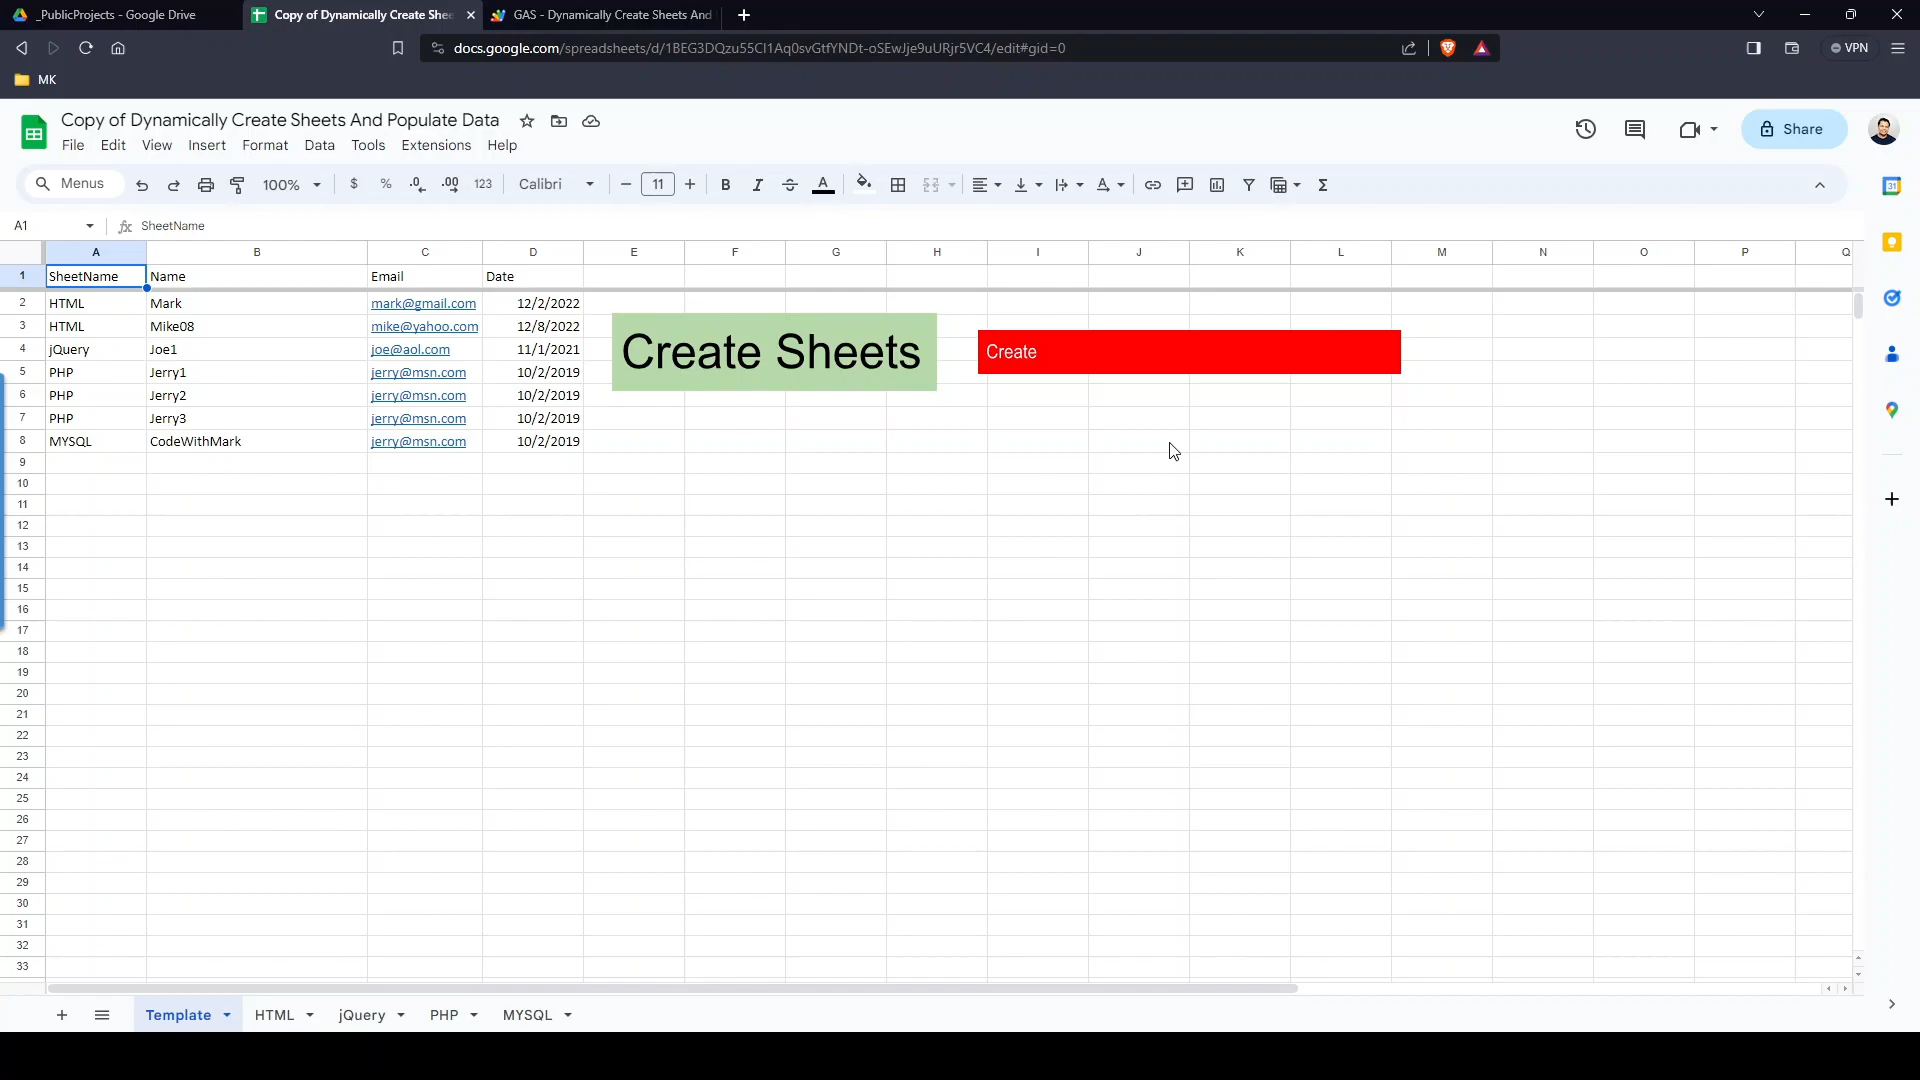 _PublicProjects - Google Drive
Copy of Dynamically Create Shee
GAS - Dynamically Create Sheets And
docs.google.com/spreadsheets/d/1BEG3DQzu55CI1Aq0svGtfYNDt-oSEwJje9uURjr5VC4/edit#gid=0
VPN
MK
Copy of Dynamically Create Sheets And Populate Data
Share
File Edit View Insert Format Data Tools Extensions Help
Menus 100% $ % .0 .00 123 Calibri − 11 + B I A Σ
31
A1 fx SheetName
A B C D E F G H I J K L M N O P Q
1 SheetName Name Email Date
2 HTML Mark mark@gmail.com 12/2/2022
3 HTML Mike08 mike@yahoo.com 12/8/2022
4 jQuery Joe1 joe@aol.com 11/1/2021
5 PHP Jerry1 jerry@msn.com 10/2/2019
6 PHP Jerry2 jerry@msn.com 10/2/2019
7 PHP Jerry3 jerry@msn.com 10/2/2019
8 MYSQL CodeWithMark jerry@msn.com 10/2/2019
Create Sheets
Create
9
10
11
12
13
14
15
16
17
18
19
20
21
22
23
24
25
26
27
28
29
30
31
32
33
Template HTML jQuery PHP MYSQL